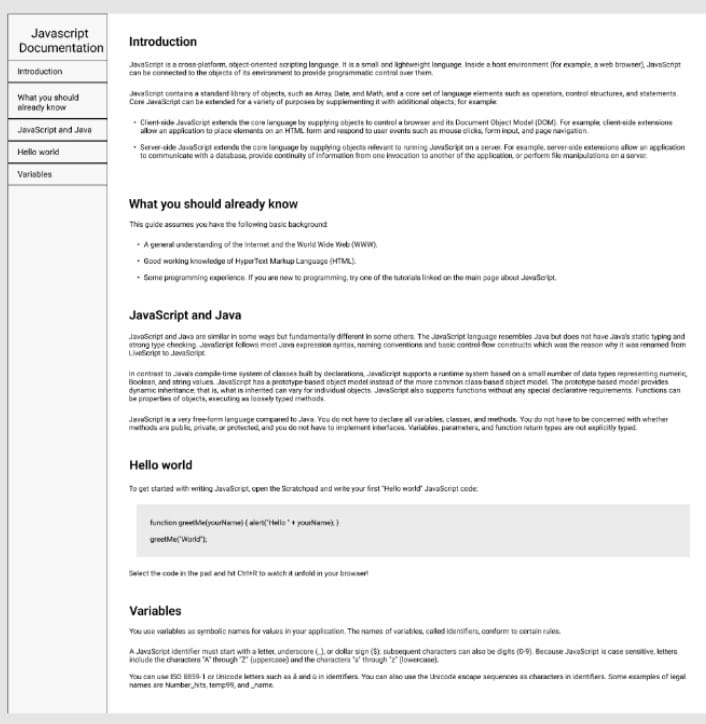 Javascript
Documentation
Introduction
What you should
already know
JavaScript and Java
Hello world
Variables
Introduction
JavaScript is a cross-platform, object-oriented scripting language. It is a small and lightweight language. Inside a host environment (for example, a web browser), JavaScript
can be connected to the objects of its environment to provide programmatic control over them.
JavaScript contains a standard library of objects, such as Array, Date, and Math, and a core set of language elements such as operators, control structures, and statements.
Core JavaScript can be extended for a variety of purposes by supplementing it with additional objects; for example:
• Client-side JavaScript extends the core language by supplying objects to control a browser and its Document Object Model (DOM). For example, client-side extensions
allow an application to place elements on an HTML form and respond to user events such as mouse clicks, form input, and page navigation.
• Server-side JavaScript extends the core language by supplying objects relevant to running JavaScript on a server. For example, server-side extensions allow an application
to communicate with a database, provide continuity of information from one invocation to another of the application, or perform file manipulations on a server.
What you should already know
This guide assumes you have the following basic background:
• A general understanding of the Internet and the World Wide Web (WWW).
• Good working knowledge of HyperText Markup Language (HTML).
• Some programming experience. If you are new to programming, try one of the tutorials linked on the main page about JavaScript.
JavaScript and Java
JavaScript and Java are similar in some ways but fundamentally different in some others. The JavaScript language resembles Java but does not have Java's static typing and
strong type checking. JavaScript follows most Java expression syntax, naming conventions and basic control-flow constructs which was the reason why it was renamed from
LiveScript to JavaScript.
In contrast to Java's compile-time system of classes built by declarations, JavaScript supports a runtime system based on a small number of data types representing numeric,
Boolean, and string values. JavaScript has a prototype-based object model instead of the more common class-based object model. The prototype-based model provides
dynamic inheritance; that is, what is inherited can vary for individual objects. JavaScript also supports functions without any special declarative requirements. Functions can
be properties of objects, executing as loosely typed methods.
JavaScript is a very free-form language compared to Java. You do not have to declare all variables, classes, and methods. You do not have to be concerned with whether
methods are public, private, or protected, and you do not have to implement interfaces. Variables, parameters, and function return types are not explicitly typed.
Hello world
To get started with writing JavaScript, open the Scratchpad and write your first "Hello world" JavaScript code:
function greetMe(yourName) { alert("Hello " + yourName); }
greetMe("World");
Select the code in the pad and hit Ctrl+R to watch it unfold in your browser!
Variables
You use variables as symbolic names for values in your application. The names of variables, called identifiers, conform to certain rules.
A JavaScript identifier must start with a letter, underscore (_), or dollar sign ($); subsequent characters can also be digits (0-9). Because JavaScript is case sensitive, letters
include the characters "A" through "Z" (uppercase) and the characters "a" through "z" (lowercase).
You can use ISO 8859-1 or Unicode letters such as å and ü in identifiers. You can also use the Unicode escape sequences as characters in identifiers. Some examples of legal
names are Number_hits, temp99, and _name.